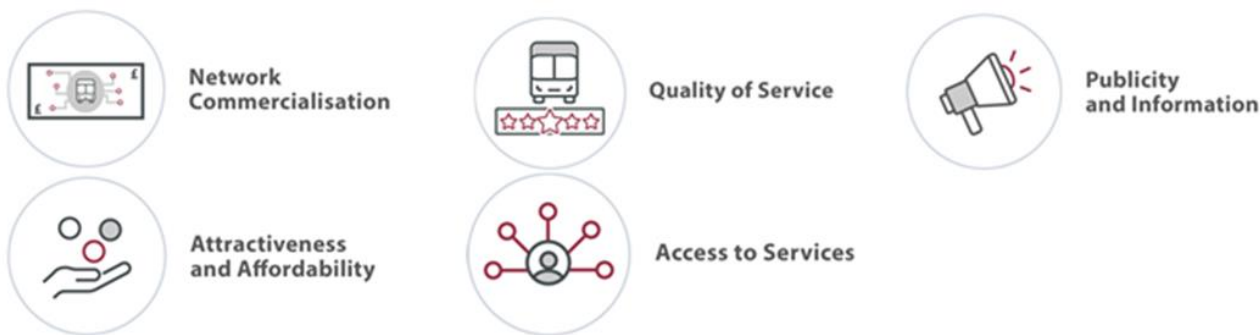 £
£
Network
Commercialisation
Quality of Service
Publicity
and Information
Attractiveness
and Affordability
Access to Services